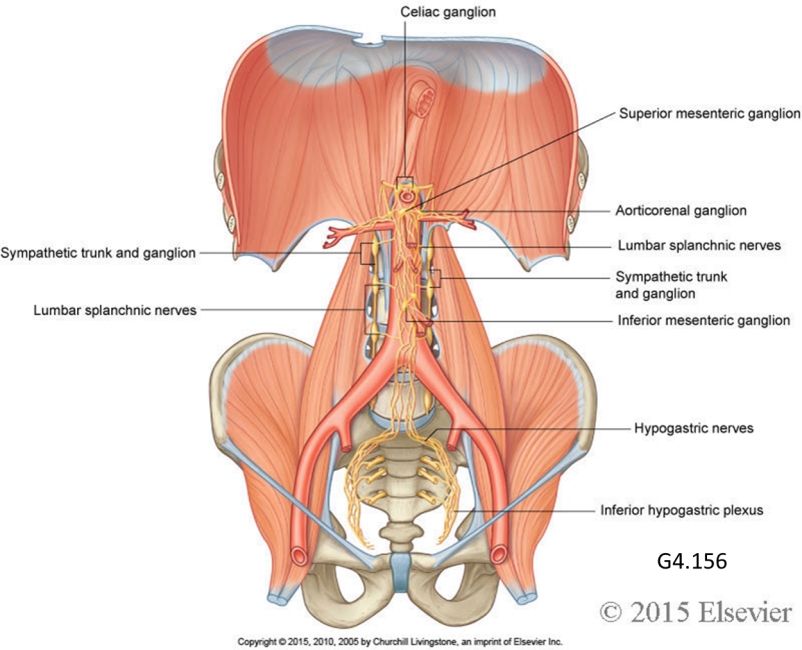 Celiac ganglion
Superior mesenteric ganglion
Aorticorenal ganglion
Lumbar splanchnic nerves
Sympathetic trunk and ganglion
Sympathetic trunk
and ganglion
Lumbar splanchnic nerves
Inferior mesenteric ganglion
Hypogastric nerves
Inferior hypogastric plexus
G4.156
© 2015 Elsevier
Copyright © 2015, 2010, 2005 by Churchill Livingstone, an imprint of Elsevier Inc.